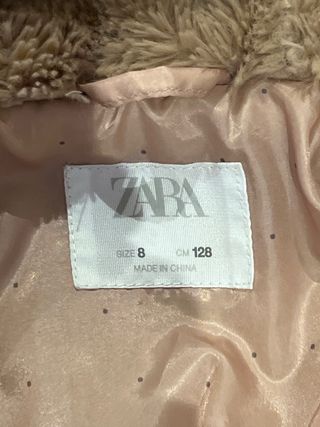 ZARA
SIZE 8 CM 128
MADE IN CHINA